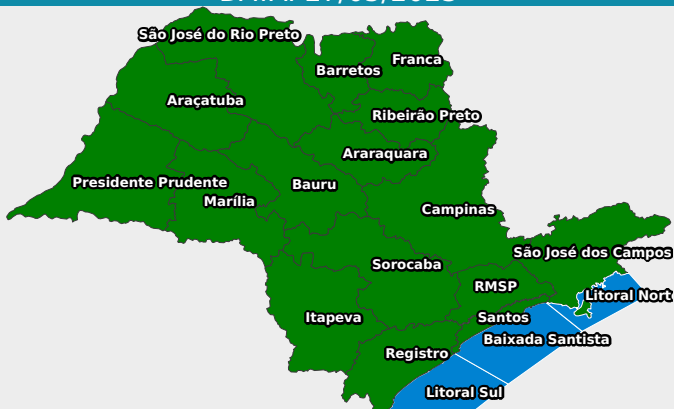 São José do Rio Preto
Franca
Barretos
Araçatuba
Ribeirão Preto
Araraquara
Presidente Prudente
Bauru
Marília
Campinas
São José dos Campos
Sorocaba
RMSP
Litoral Nort
Itapeva
Santos
Baixada Santista
Registro
Litoral Sul